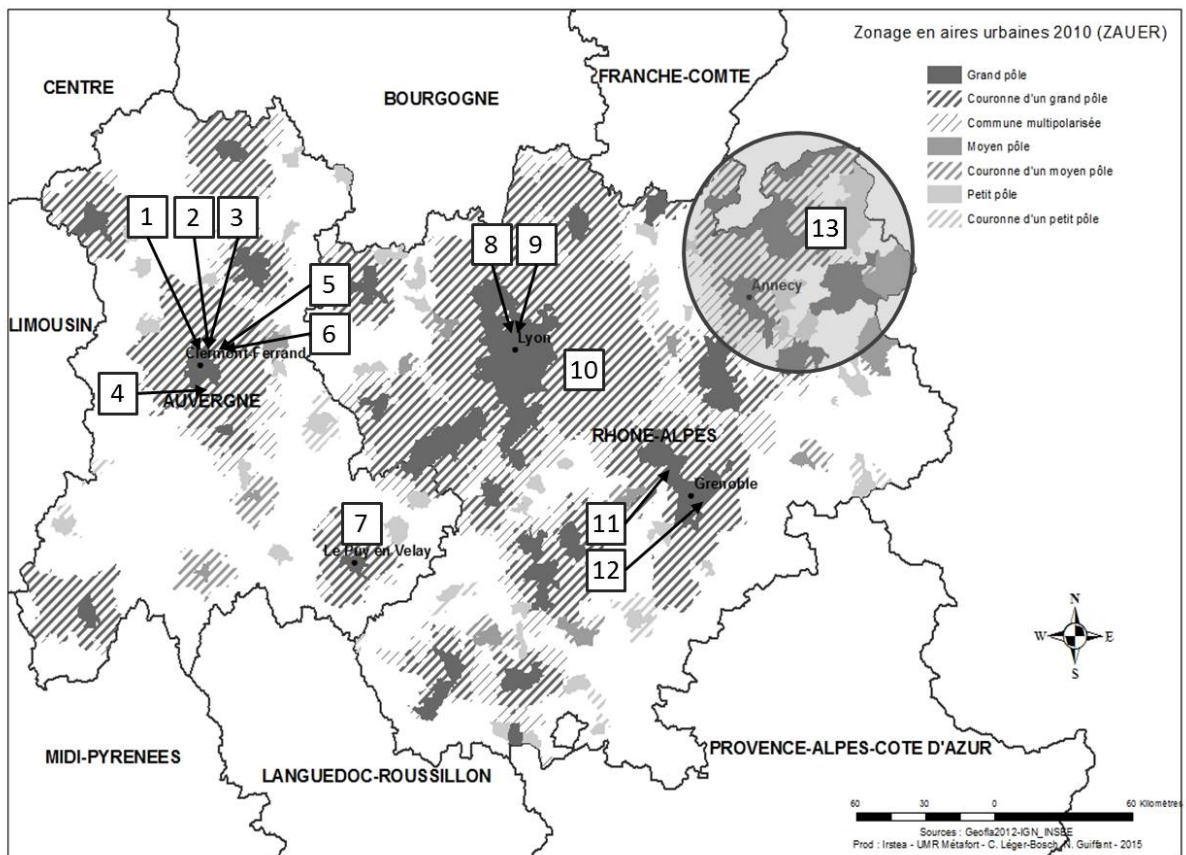 Zonage en aires urbaines 2010 (ZAUER)
Grand pôle
Couronne d'un grand pôle
Commune multipolarisée
Moyen pôle
Couronne d'un moyen pôle
Petit pôle
Couronne d'un petit pôle
CENTRE
BOURGOGNE
FRANCHE-COMTE
1
2
3
8
9
13
5
Annecy
LIMOUSIN
6
Clermont-Ferrand
Lyon
10
4
AUVERGNE
RHONE-ALPES
Grenoble
7
11
Le Puy en Velay
12
N
W
E
S
MIDI-PYRENEES
LANGUEDOC-ROUSSILLON
PROVENCE-ALPES-COTE D'AZUR
60 30 0 60 Kilomètres
Sources : Geofla2012-IGN_INSEE
Prod : Irstea - UMR Métafort - C. Léger-Bosch, N. Guiffant - 2015